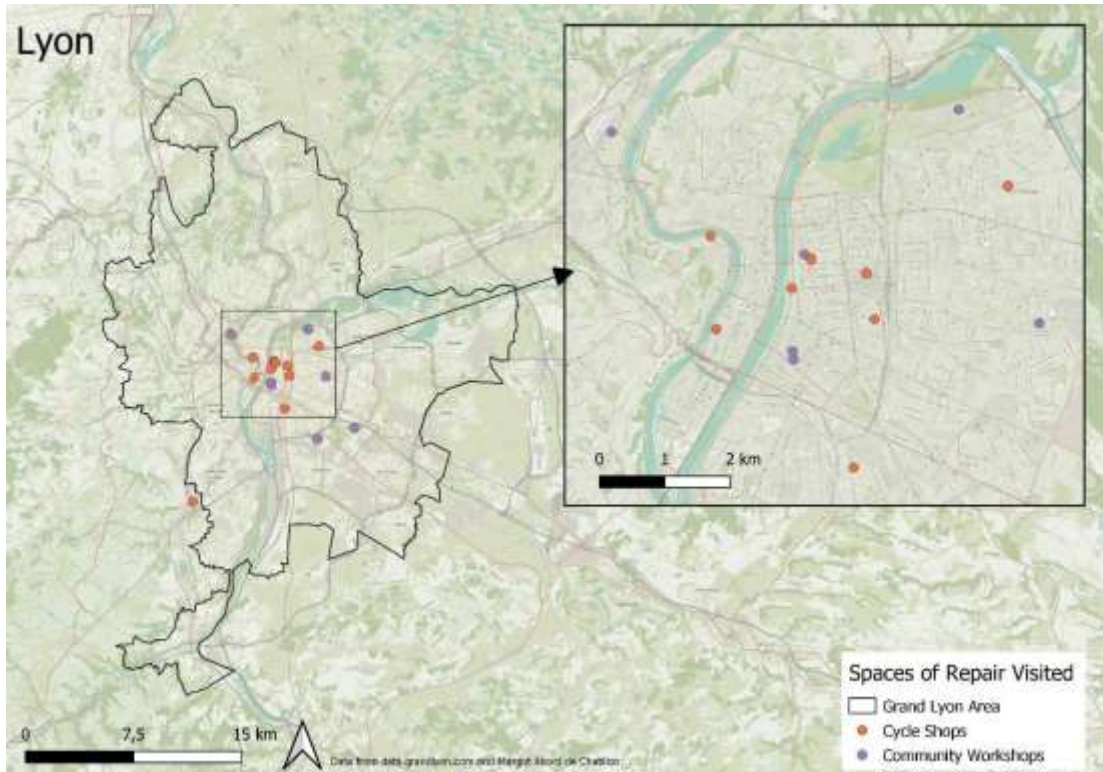 Lyon
0 1 2 km
Spaces of Repair Visited
Grand Lyon Area
Cycle Shops
Community Workshops
0 7,5 15 km
Data from data.grandlyon.com and Margot Abord de Chatillon